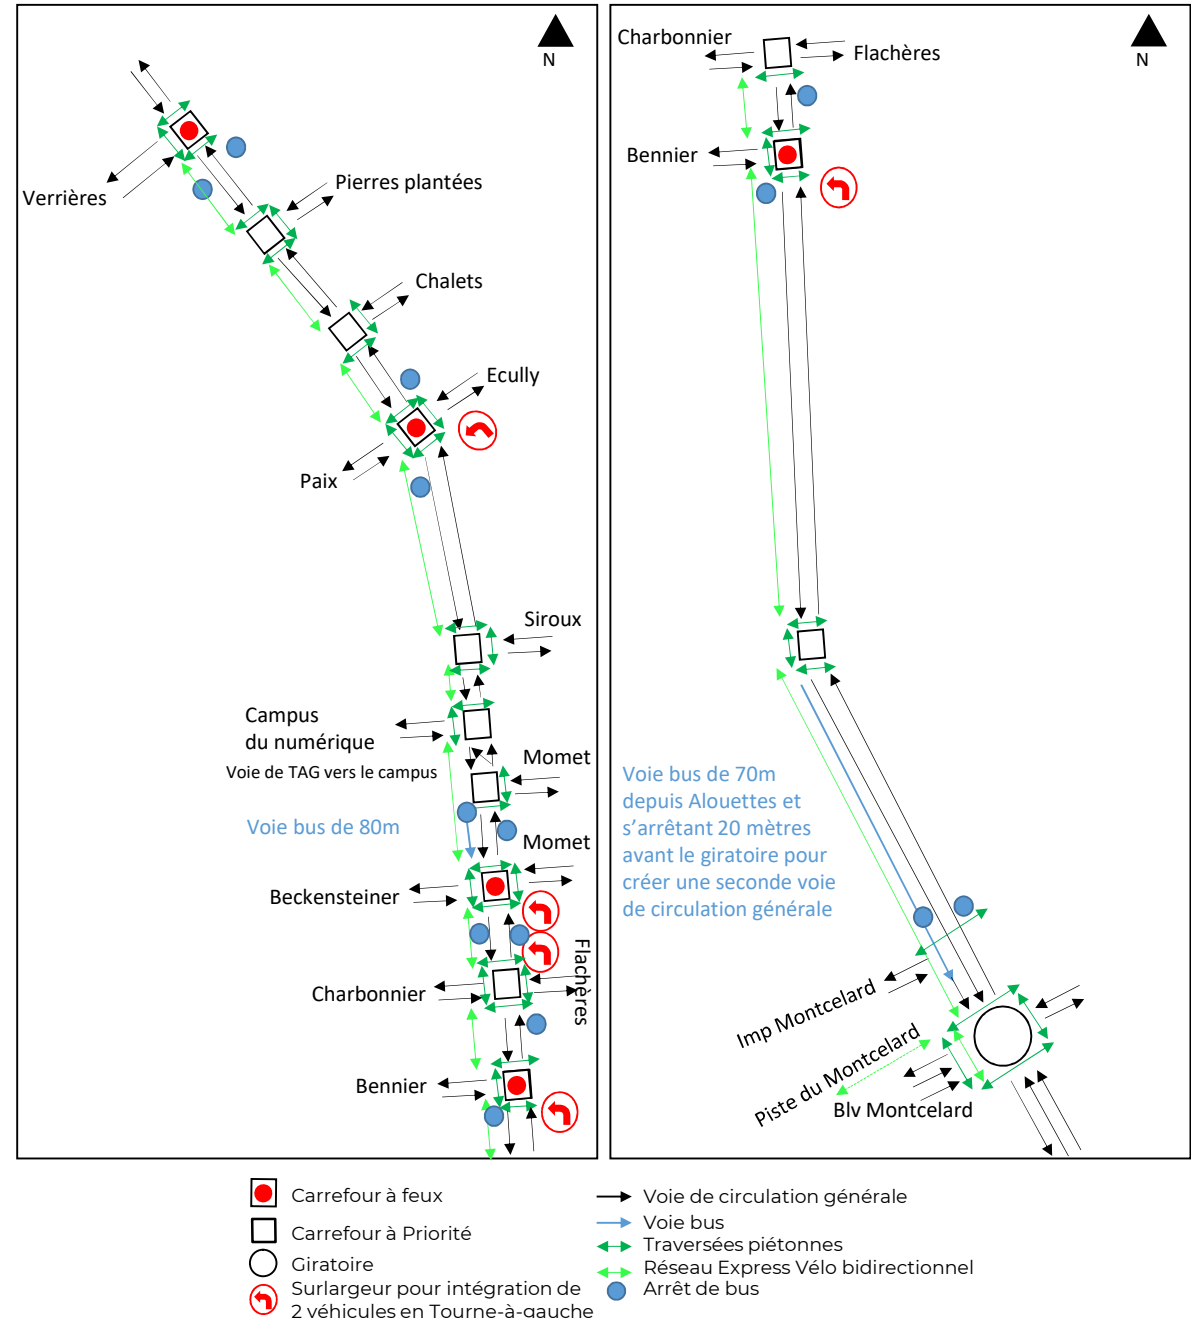 N
Verrières
Pierres plantées
Chalets
Ecully
Paix
Siroux
Campus
du numérique
Voie de TAG vers le campus
Momet
Voie bus de 80m
Momet
Beckensteiner
Flachères
Charbonnier
Bennier
N
Charbonnier
Flachères
Bennier
Voie bus de 70m
depuis Alouettes et
s’arrêtant 20 mètres
avant le giratoire pour
créer une seconde voie
de circulation générale
Imp Montcelard
Piste du Montcelard
Blv Montcelard
Carrefour à feux
Carrefour à Priorité
Giratoire
Surlargeur pour intégration de
2 véhicules en Tourne-à-gauche
Voie de circulation générale
Voie bus
Traversées piétonnes
Réseau Express Vélo bidirectionnel
Arrêt de bus